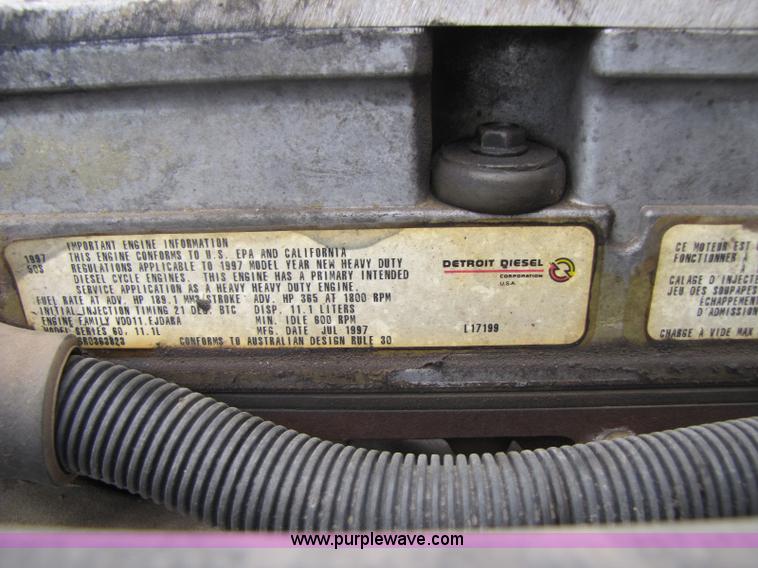 IMPORTANT ENGINE INFORMATION
1997 THIS ENGINE CONFORMS TO U.S. EPA AND CALIFORNIA
SCS REGULATIONS APPLICABLE TO 1997 MODEL YEAR NEW HEAVY DUTY
DIESEL CYCLE ENGINES. THIS ENGINE HAS A PRIMARY INTENDED
SERVICE APPLICATION AS A HEAVY HEAVY DUTY ENGINE.
FUEL RATE AT ADV. HP 189.1 MM3 STROKE ADV. HP 365 AT 1800 RPM
INITIAL INJECTION TIMING 21 DEG. BTC DISP. 11.1 LITERS
ENGINE FAMILY VDD11.EJDARA MIN. IDLE 600 RPM
MODEL SERIES 60, 11.1L MFG. DATE JUL 1997
CONFORMS TO AUSTRALIAN DESIGN RULE 30
DETROIT DIESEL
CORPORATION
U.S.A.
L17199
CE MOTEUR EST
FONCTIONNER À
CALAGE D'INJECTE
JEU DES SOUPAPES
ÉCHAPPEMENT
D'ADMISSION
CHARGE À VIDE MAX
www.purplewave.com